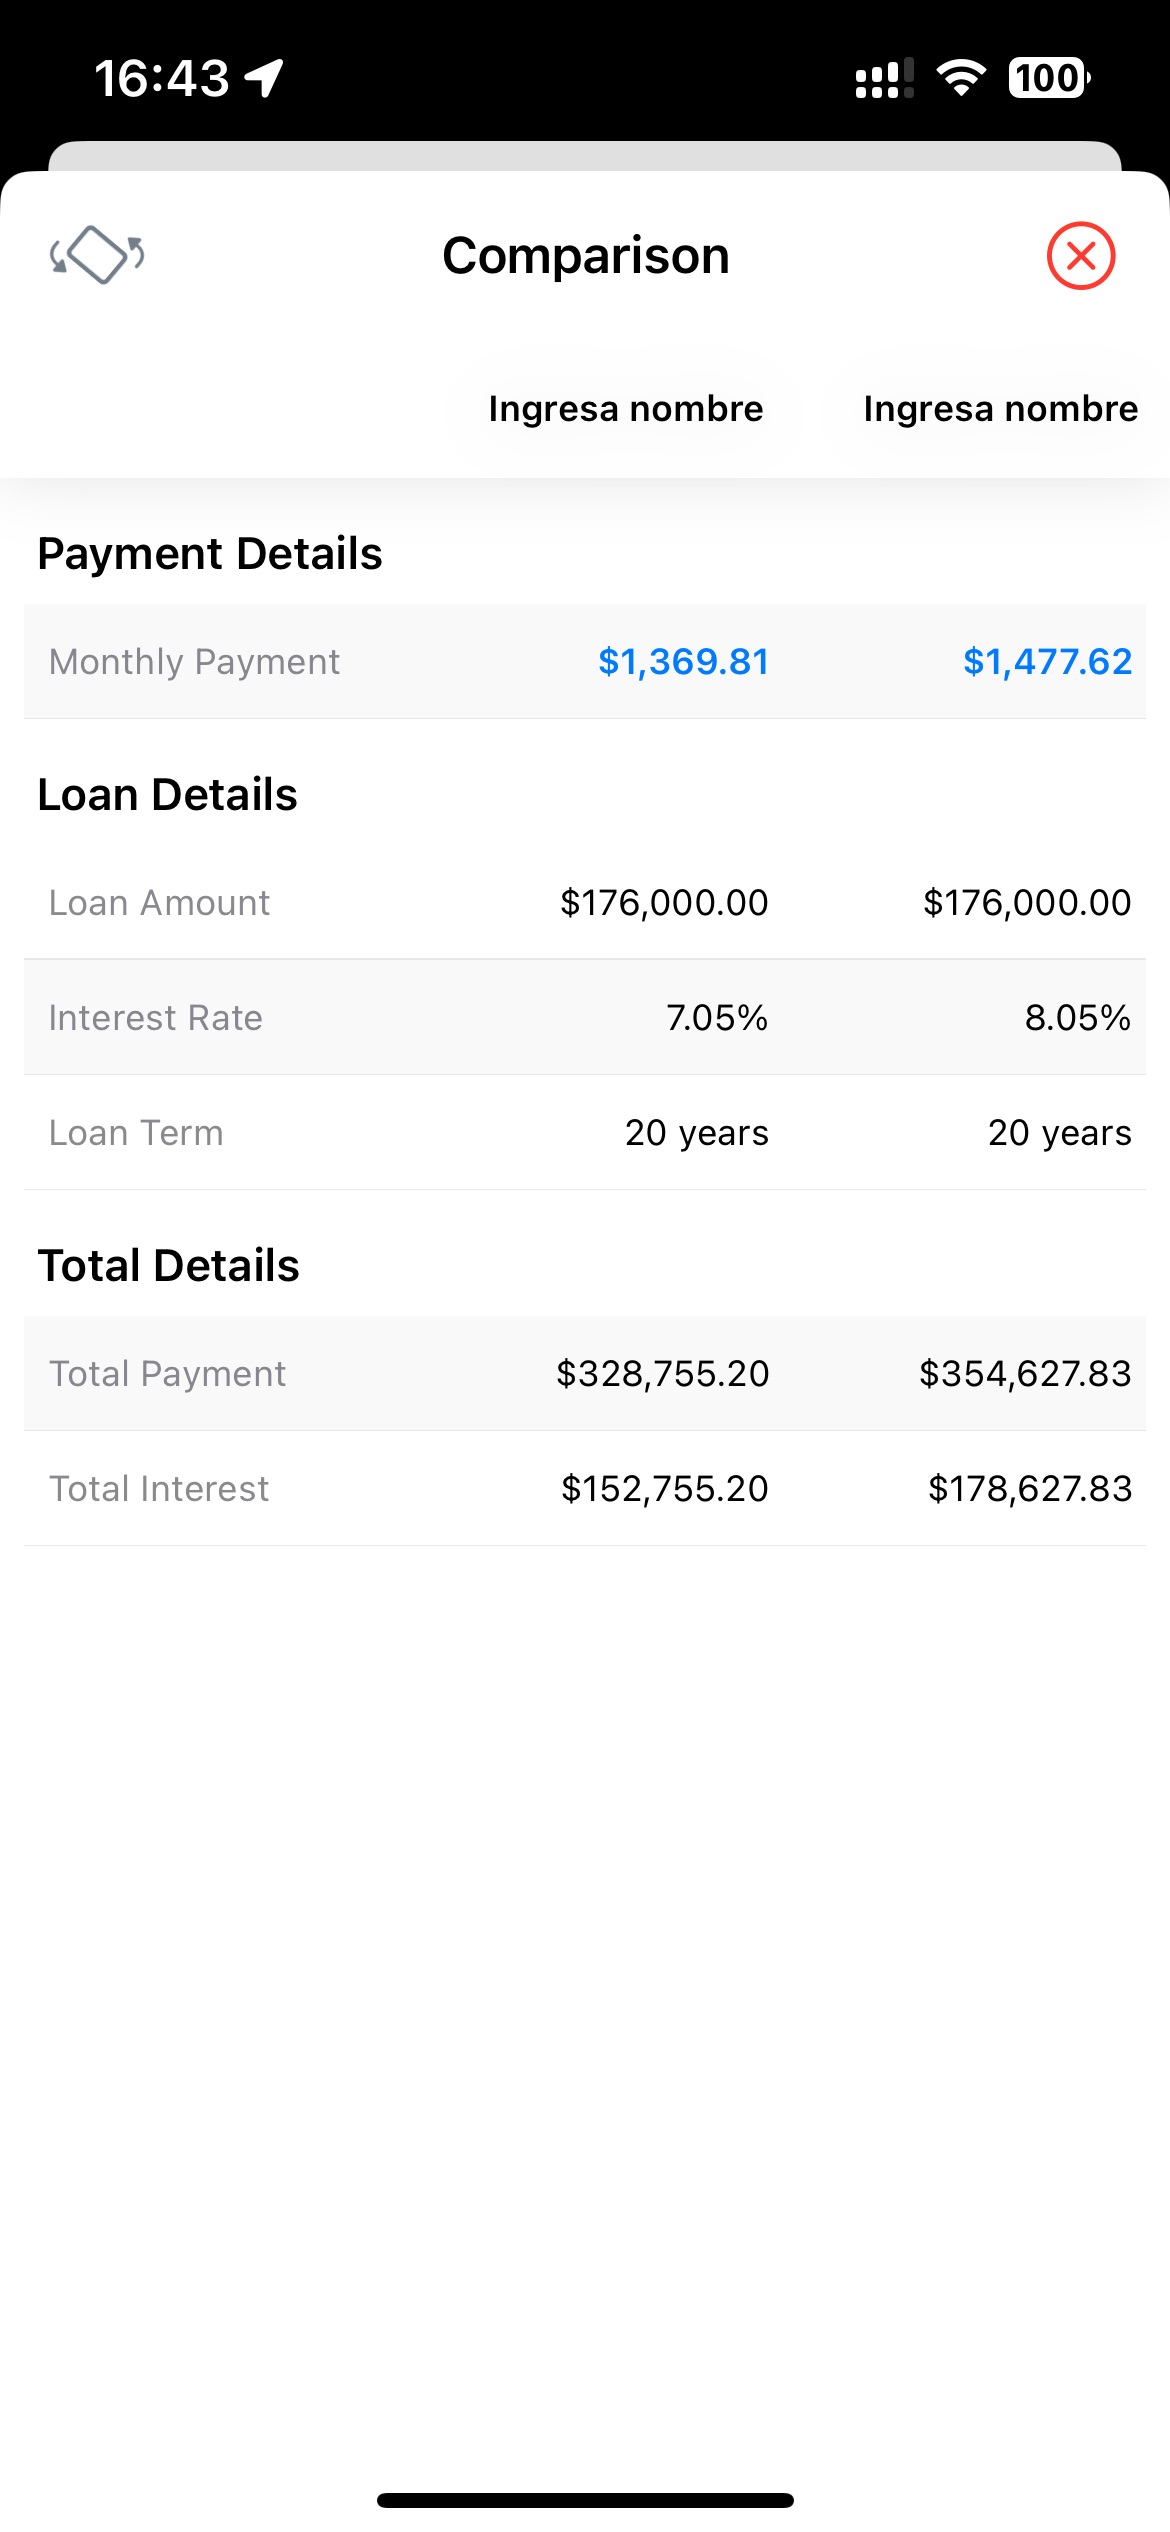 16:43
100
Comparison
Ingresa nombre Ingresa nombre
Payment Details
Monthly Payment $1,369.81 $1,477.62
Loan Details
Loan Amount $176,000.00 $176,000.00
Interest Rate 7.05% 8.05%
Loan Term 20 years 20 years
Total Details
Total Payment $328,755.20 $354,627.83
Total Interest $152,755.20 $178,627.83